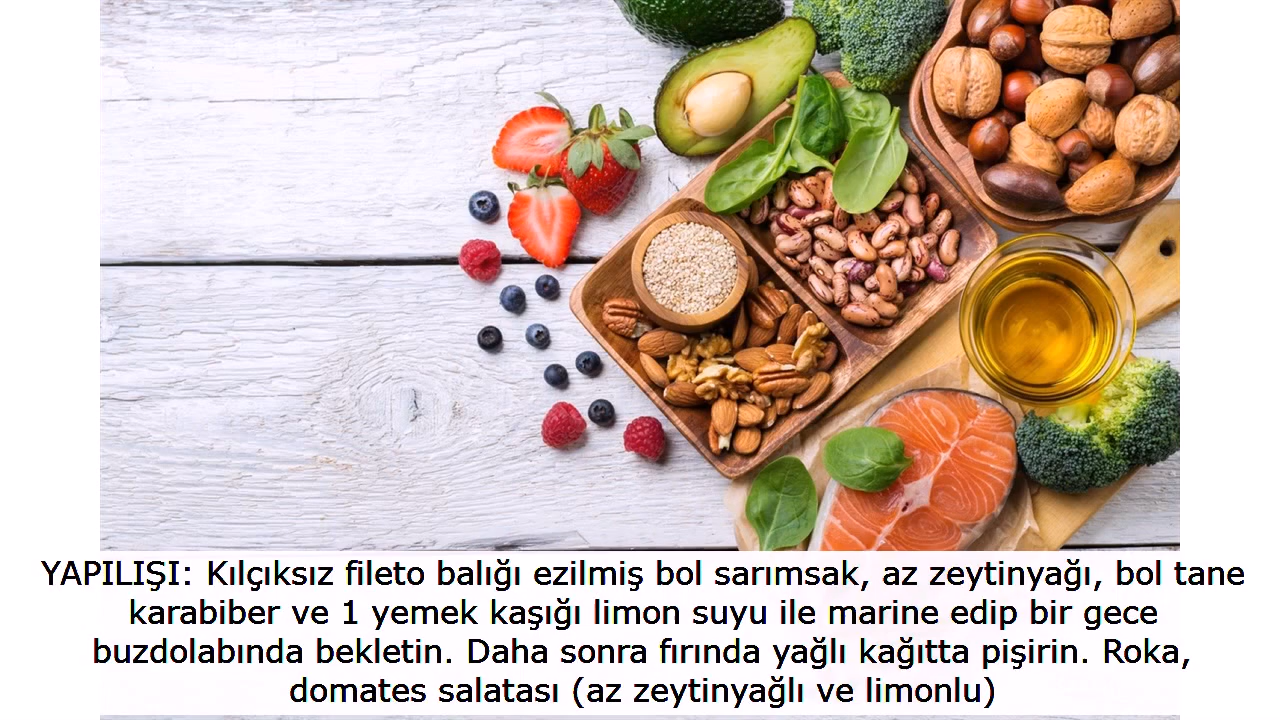 YAPILIŞI: Kılçıksız fileto balığı ezilmiş bol sarımsak, az zeytinyağı, bol tane
karabiber ve 1 yemek kaşığı limon suyu ile marine edip bir gece
buzdolabında bekletin. Daha sonra fırında yağlı kağıtta pişirin. Roka,
domates salatası (az zeytinyağlı ve limonlu)